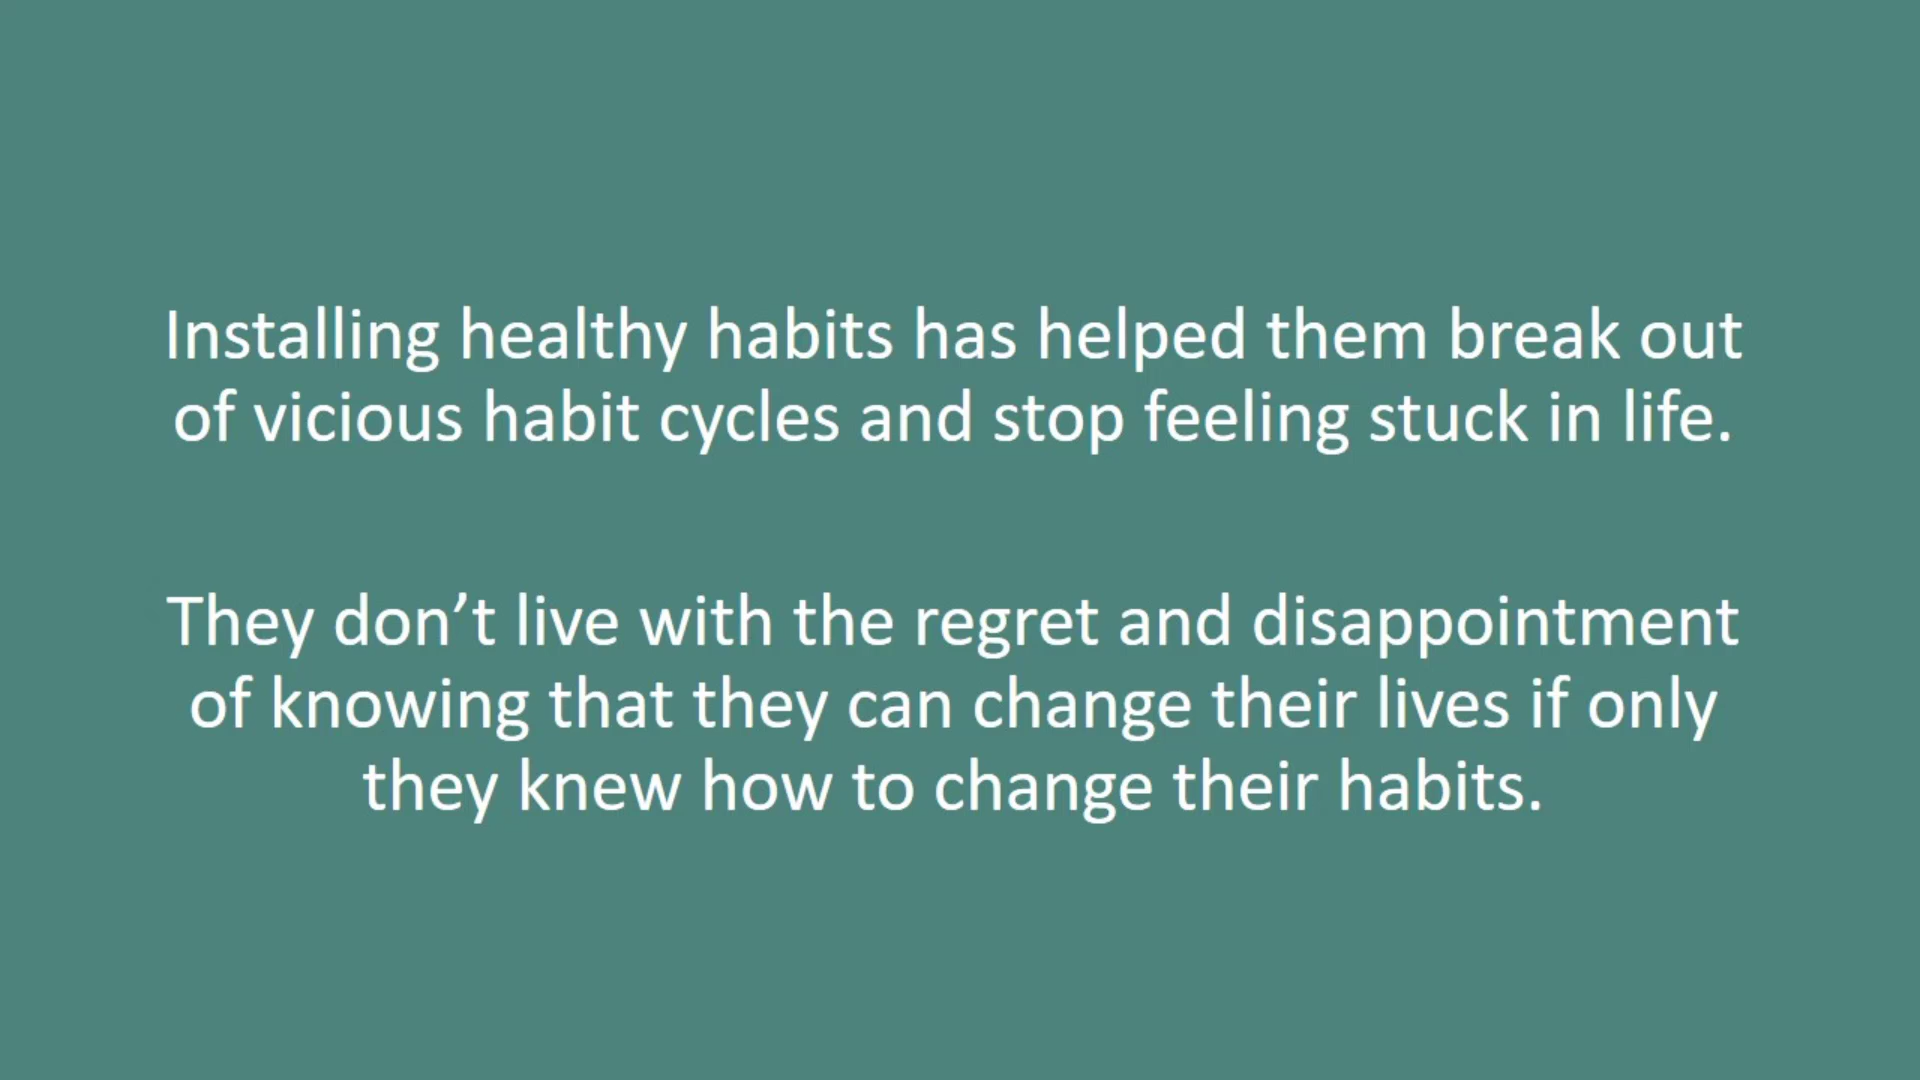 Installing healthy habits has helped them break out
of vicious habit cycles and stop feeling stuck in life.
They don’t live with the regret and disappointment
of knowing that they can change their lives if only
they knew how to change their habits.